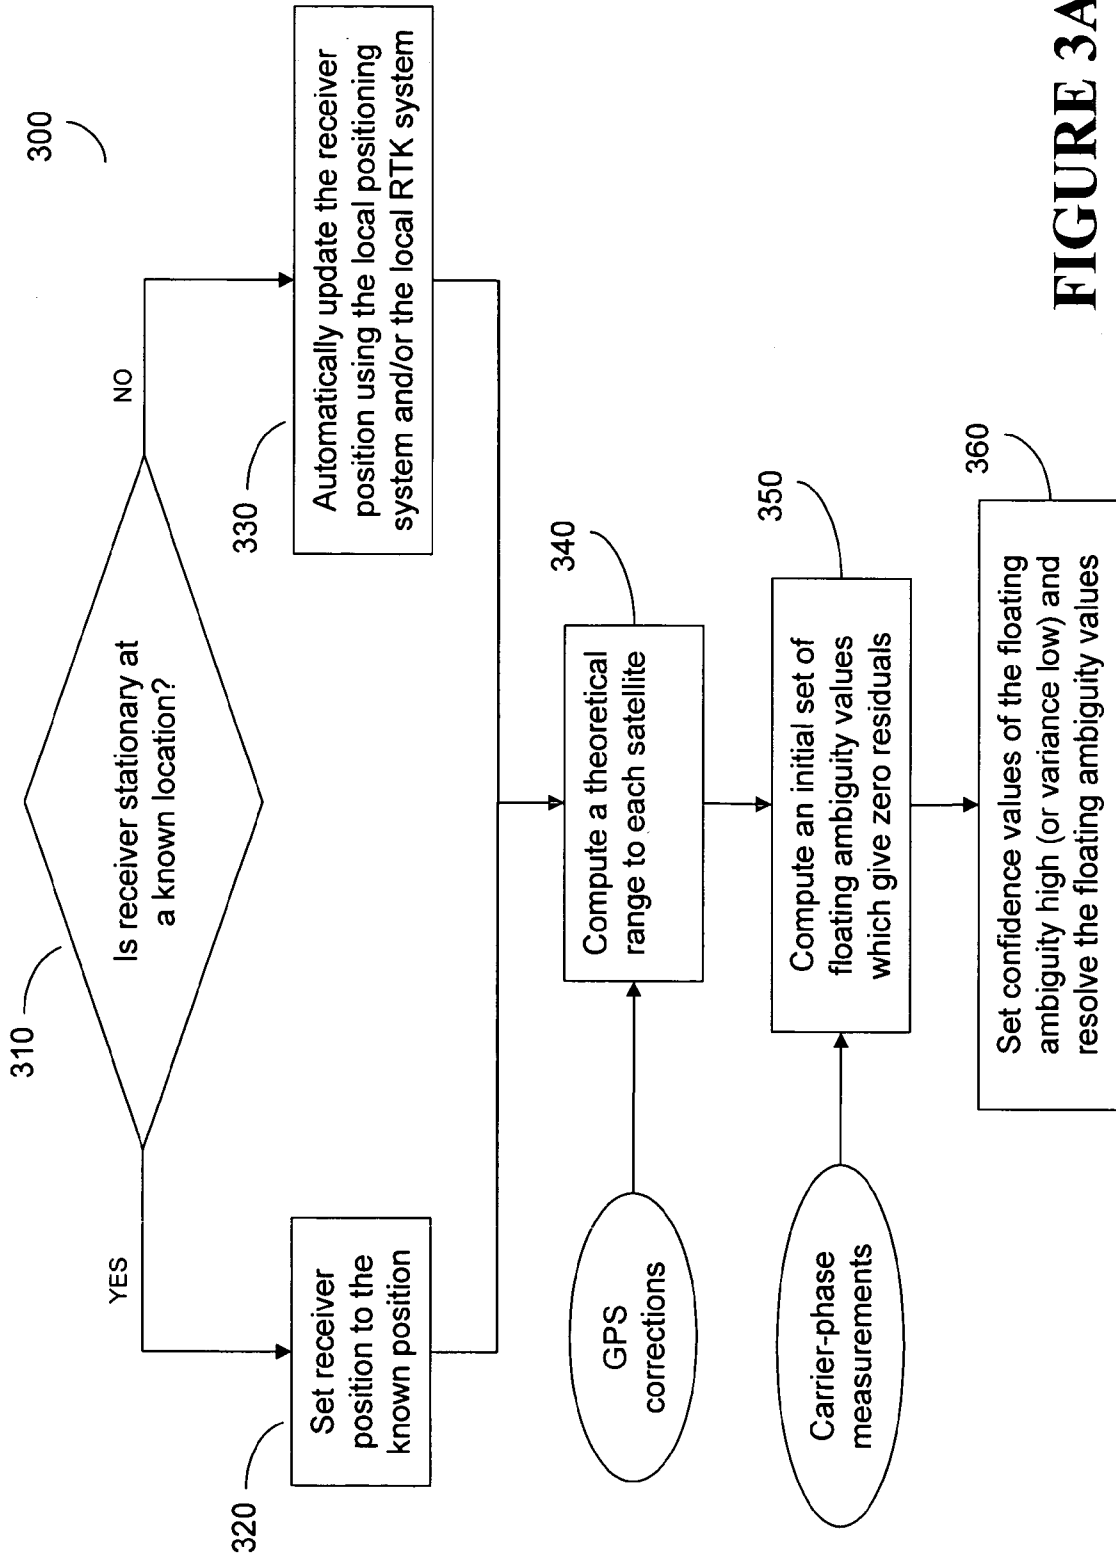 300
310
Is receiver stationary at
a known location?
YES
NO
320
Set receiver
position to the
known position
330
Automatically update the receiver
position using the local positioning
system and/or the local RTK system
GPS
corrections
340
Compute a theoretical
range to each satellite
Carrier-phase
measurements
350
Compute an initial set of
floating ambiguity values
which give zero residuals
360
Set confidence values of the floating
ambiguity high (or variance low) and
resolve the floating ambiguity values
FIGURE 3A